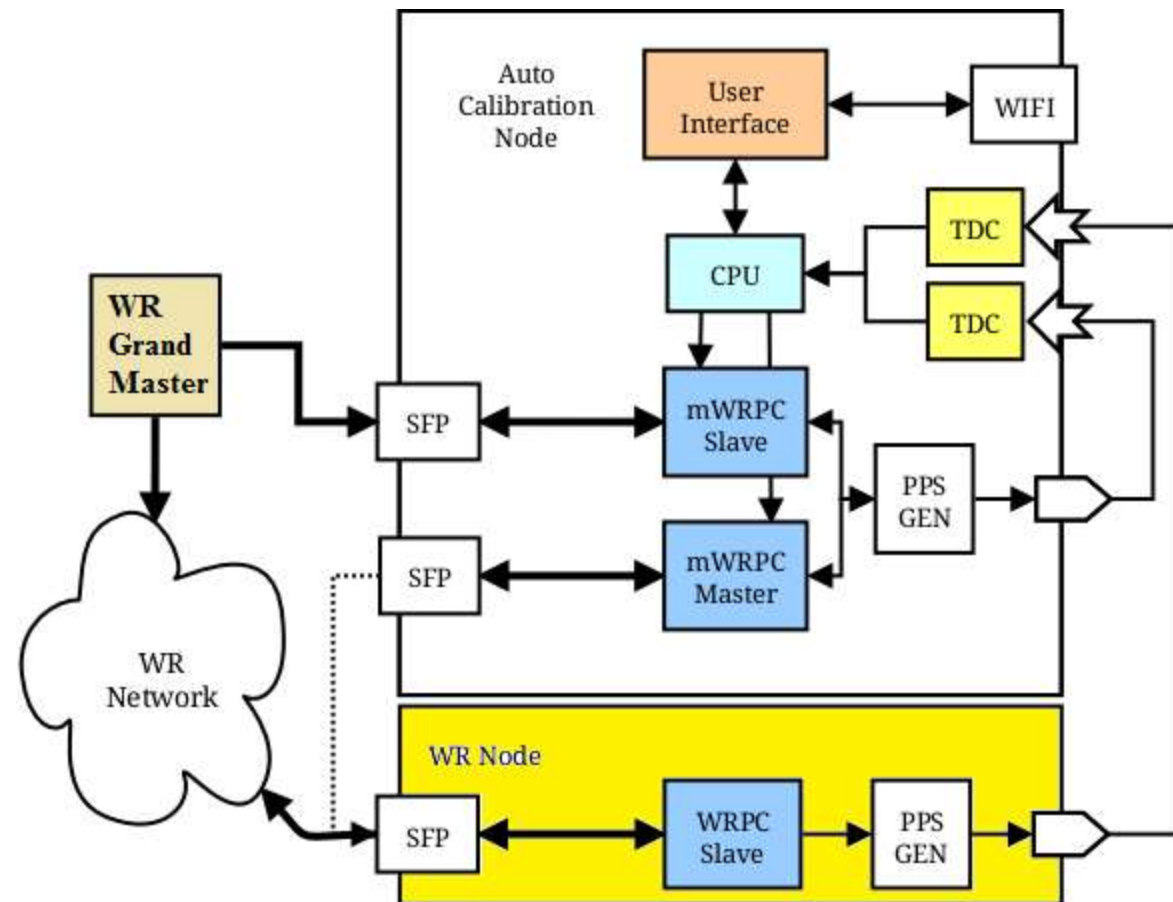 Auto
Calibration
Node
User
Interface
WIFI
TDC
CPU
TDC
WR
Grand
Master
SFP
mWRPC
Slave
PPS
GEN
SFP
mWRPC
Master
WR
Network
WR Node
SFP
WRPC
Slave
PPS
GEN